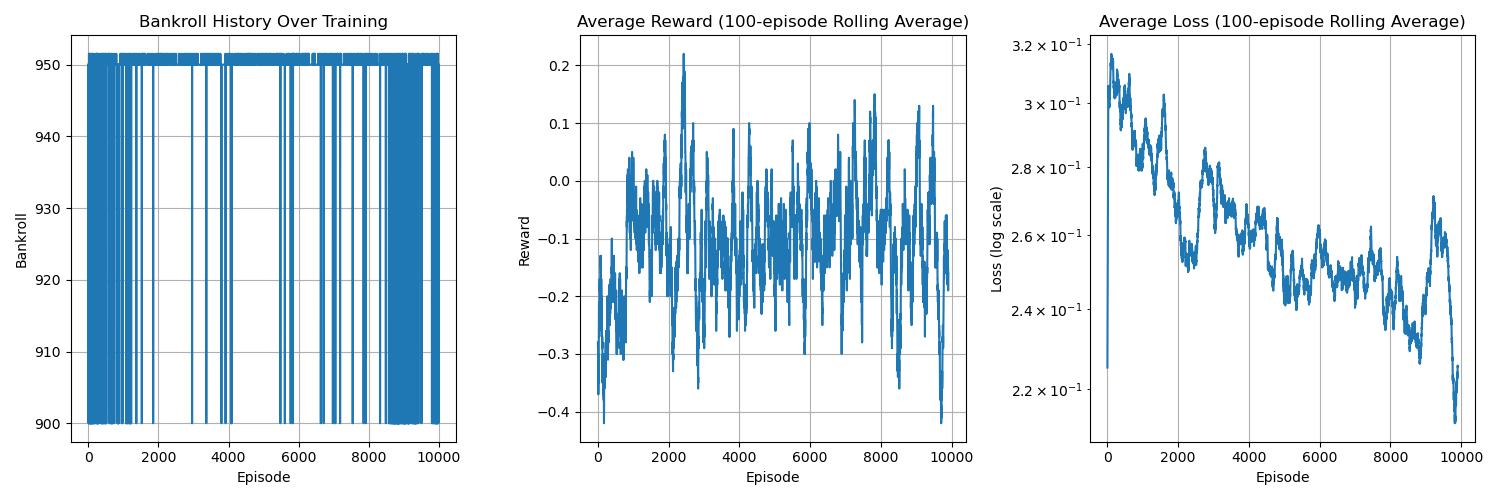 Bankroll History Over Training
950
940
930
920
910
900
Bankroll
0
2000
4000
6000
8000
10000
Episode
Average Reward (100-episode Rolling Average)
0.2
0.1
0.0
−0.1
−0.2
−0.3
−0.4
Reward
0
2000
4000
6000
8000
10000
Episode
Average Loss (100-episode Rolling Average)
3.2 × 10⁻¹
3 × 10⁻¹
2.8 × 10⁻¹
2.6 × 10⁻¹
2.4 × 10⁻¹
2.2 × 10⁻¹
Loss (log scale)
0
2000
4000
6000
8000
10000
Episode